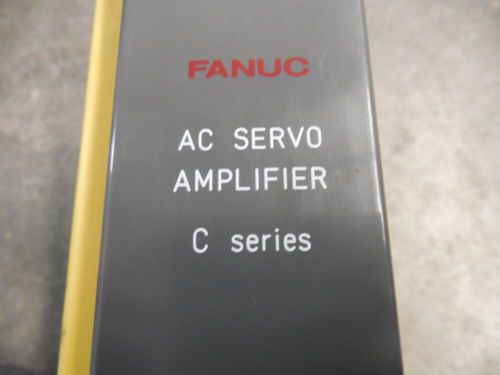 FANUC
AC SERVO
AMPLIFIER
C series